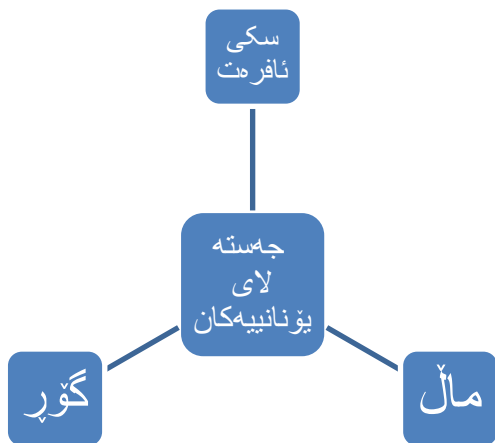 سکی
ئافرەت
جەستە
لای
یۆنانییەکان
ماڵ
گۆڕ